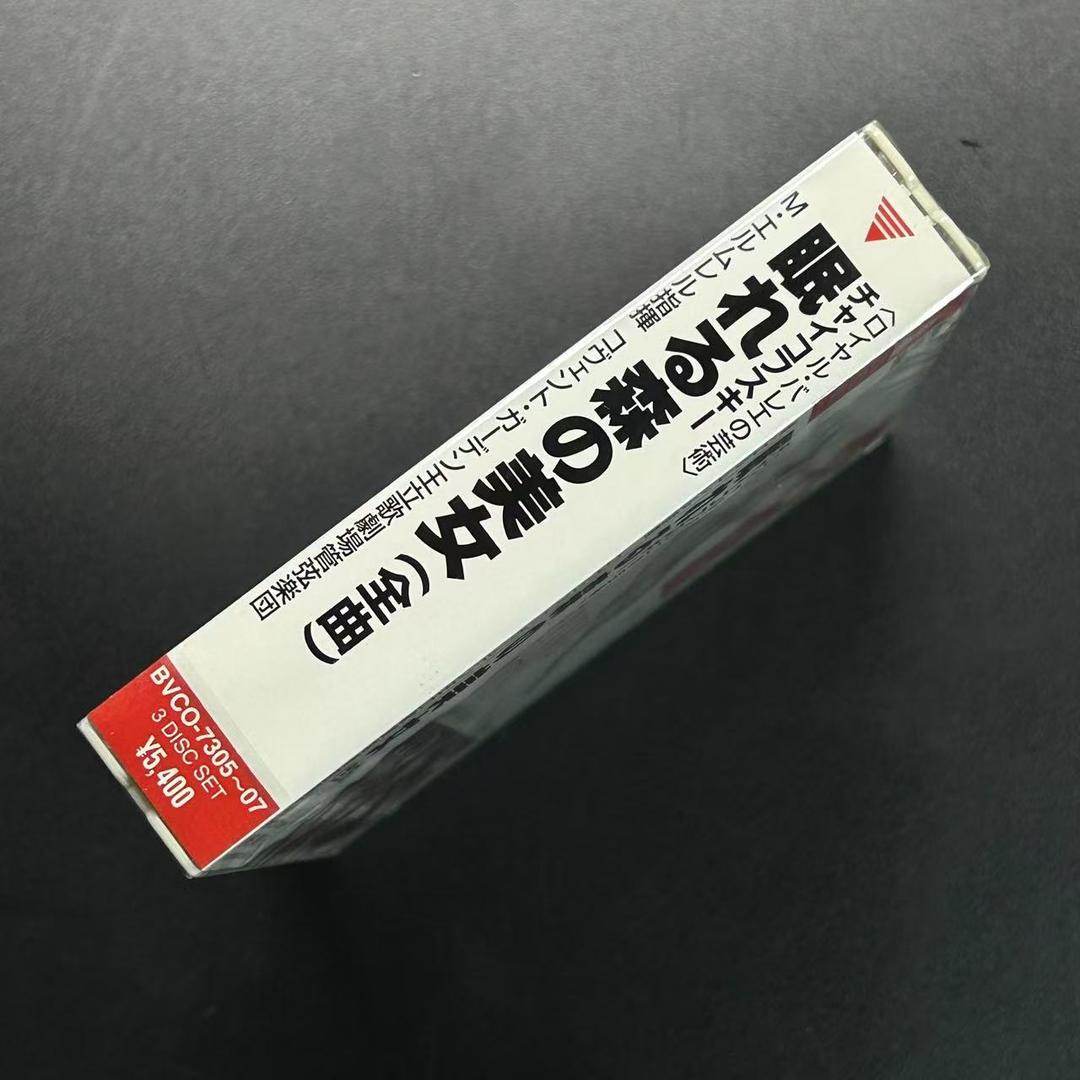 〈ロイヤル・バレエの芸術〉
チャイコフスキー
眠れる森の美女(全曲)
M・エルムレル指揮 コヴェント・ガーデン王立歌劇場管弦楽団
BVCO-7305〜07
3 DISC SET
¥5,400